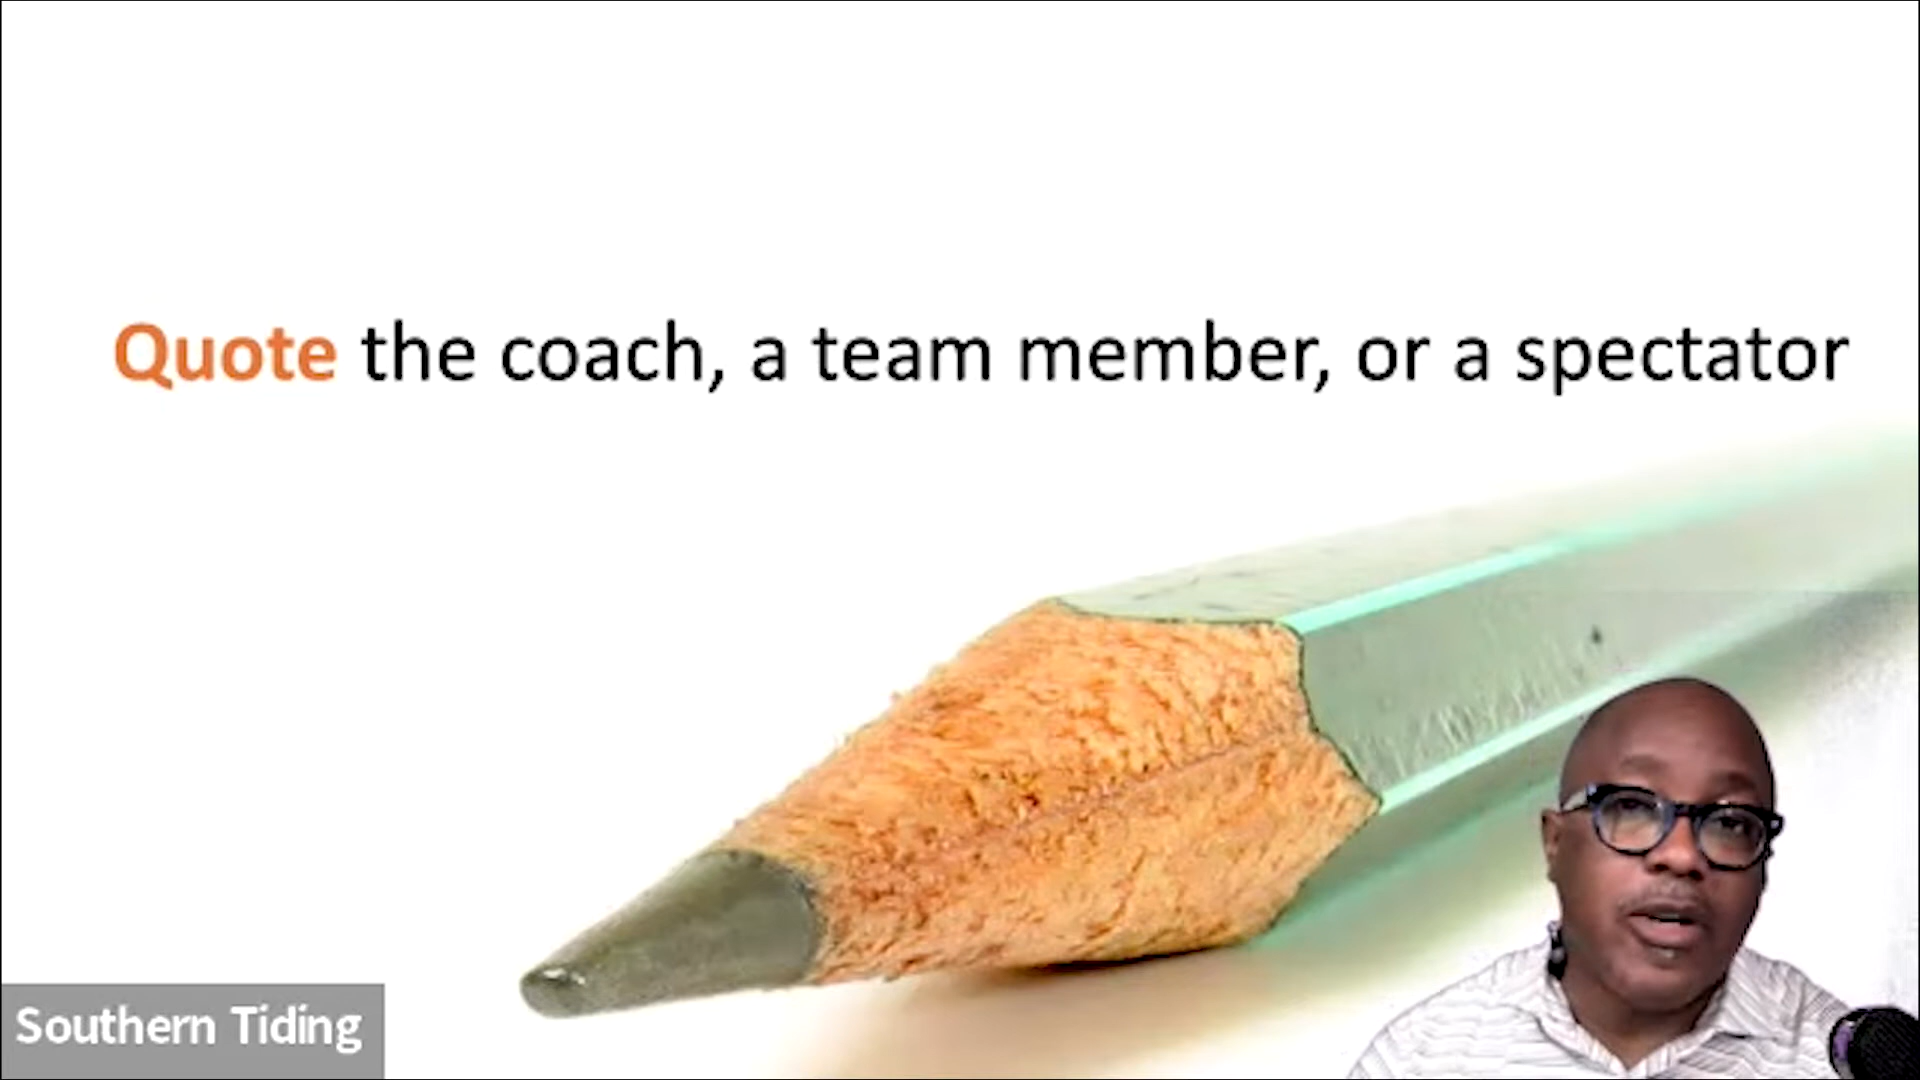 Quote the coach, a team member, or a spectator
Southern Tiding